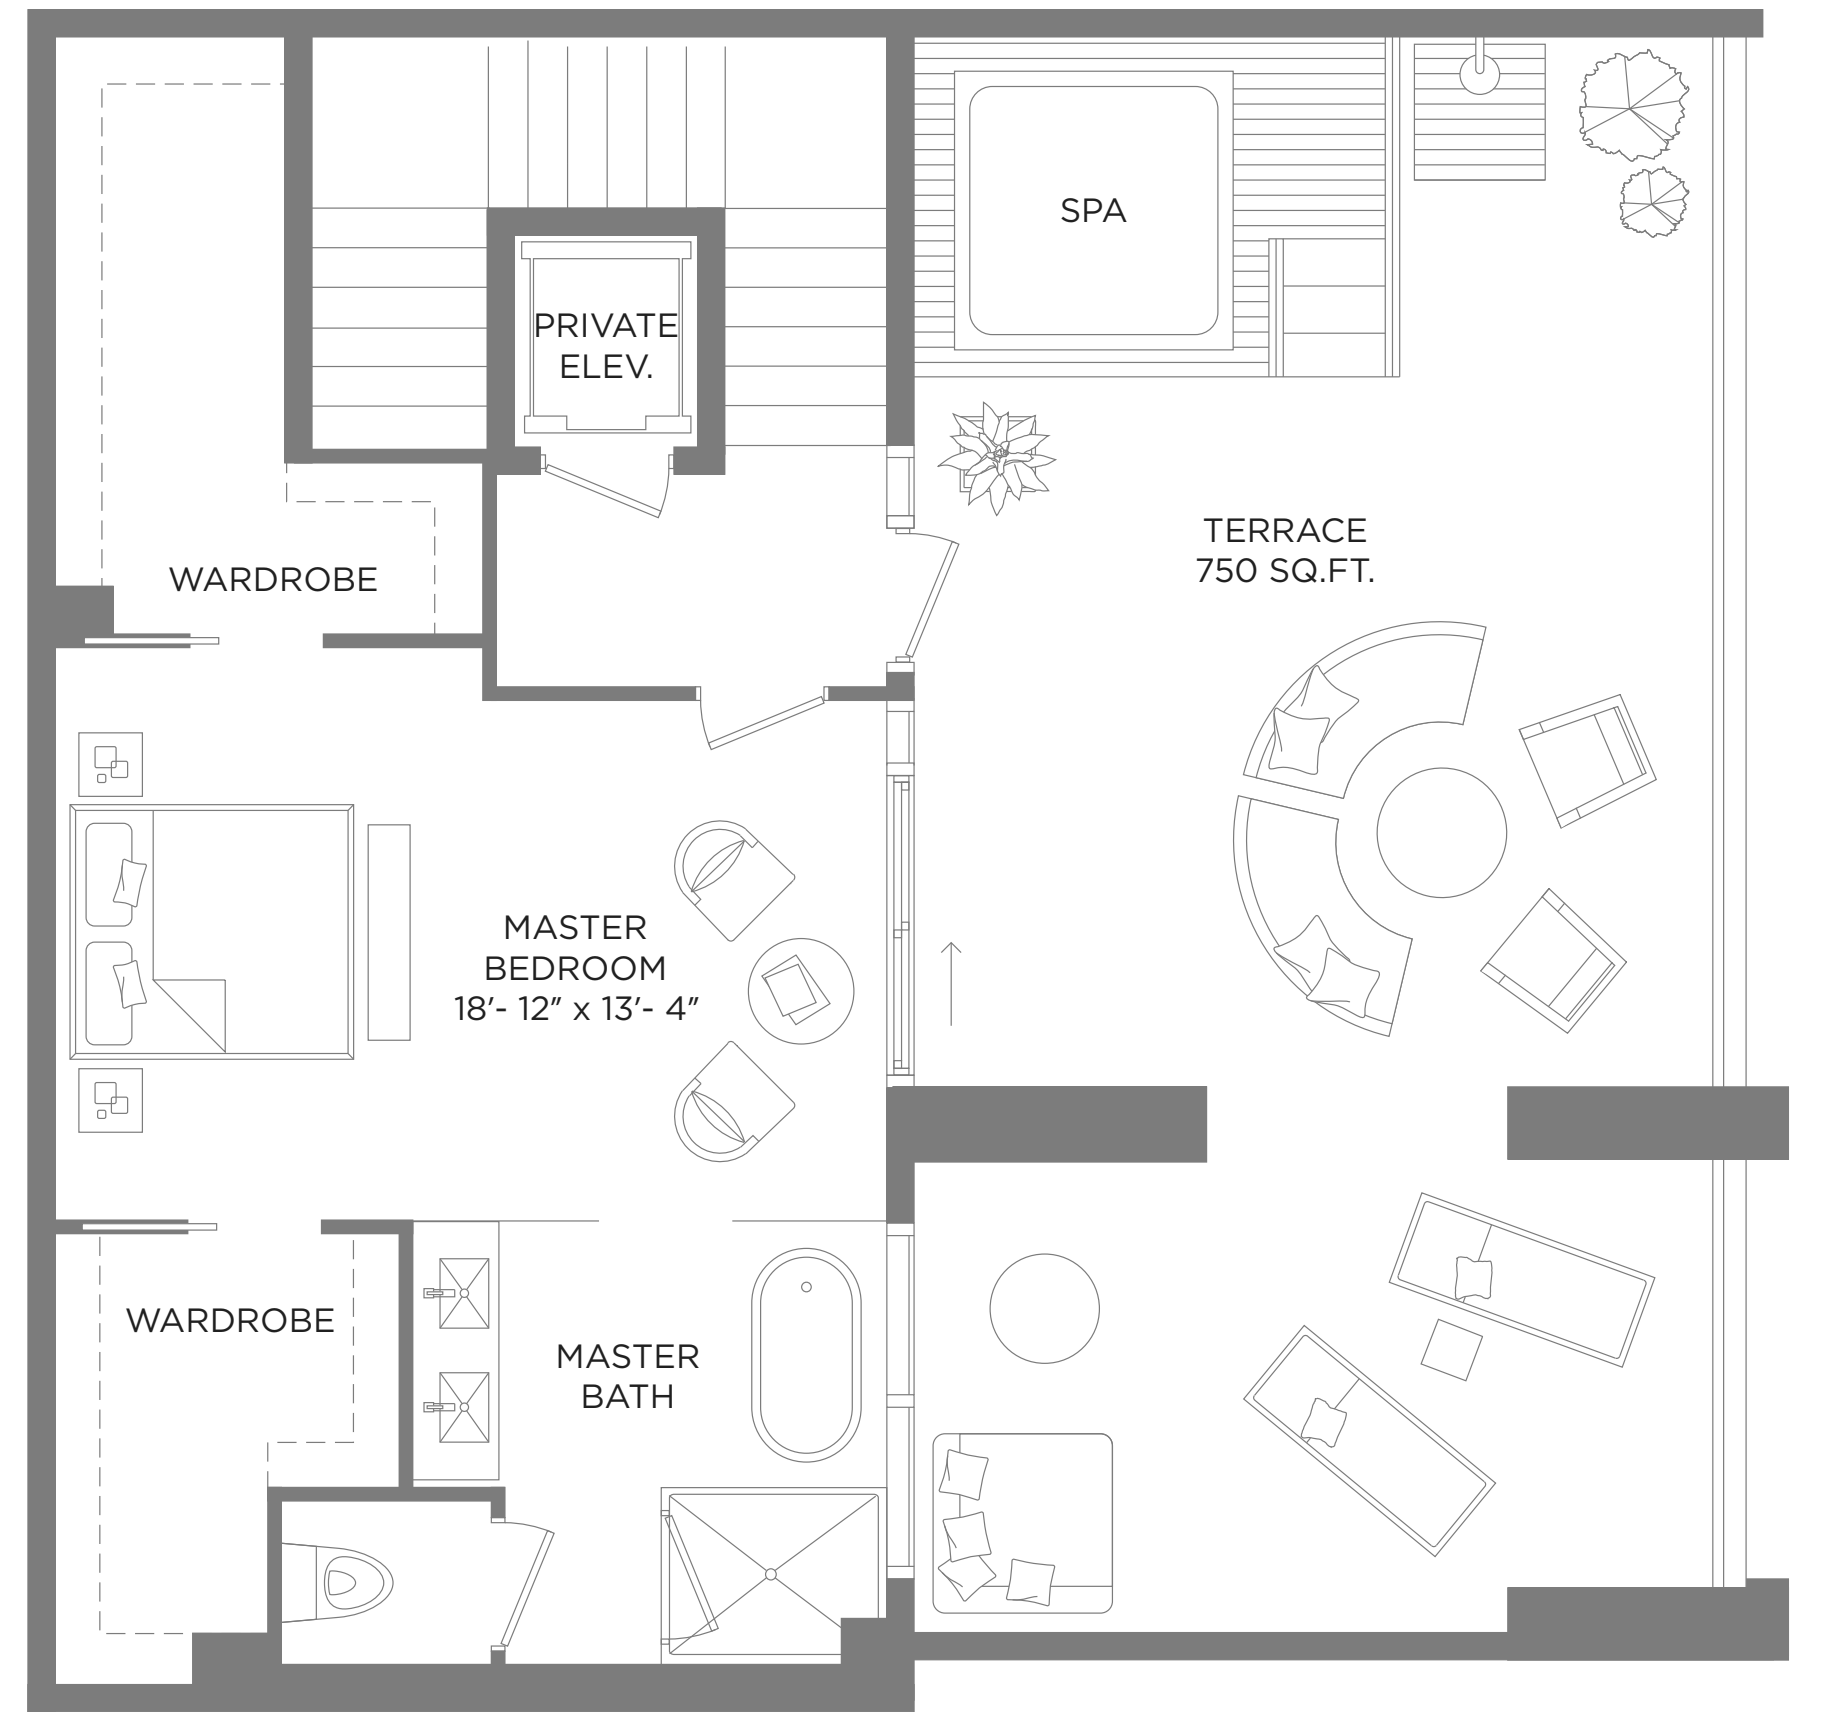 SPA
PRIVATE
ELEV.
TERRACE
750 SQ.FT.
WARDROBE
MASTER
BEDROOM
18'- 12" x 13'- 4"
WARDROBE
MASTER
BATH